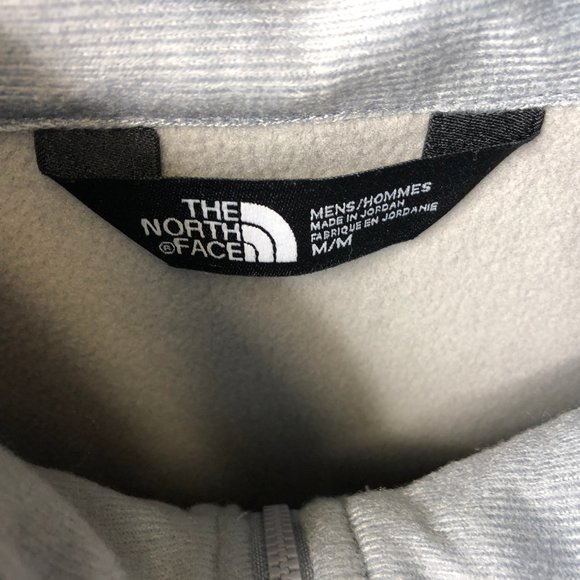 THE
NORTH
®FACE
MENS/HOMMES
MADE IN JORDAN
FABRIQUE EN JORDANIE
M/M